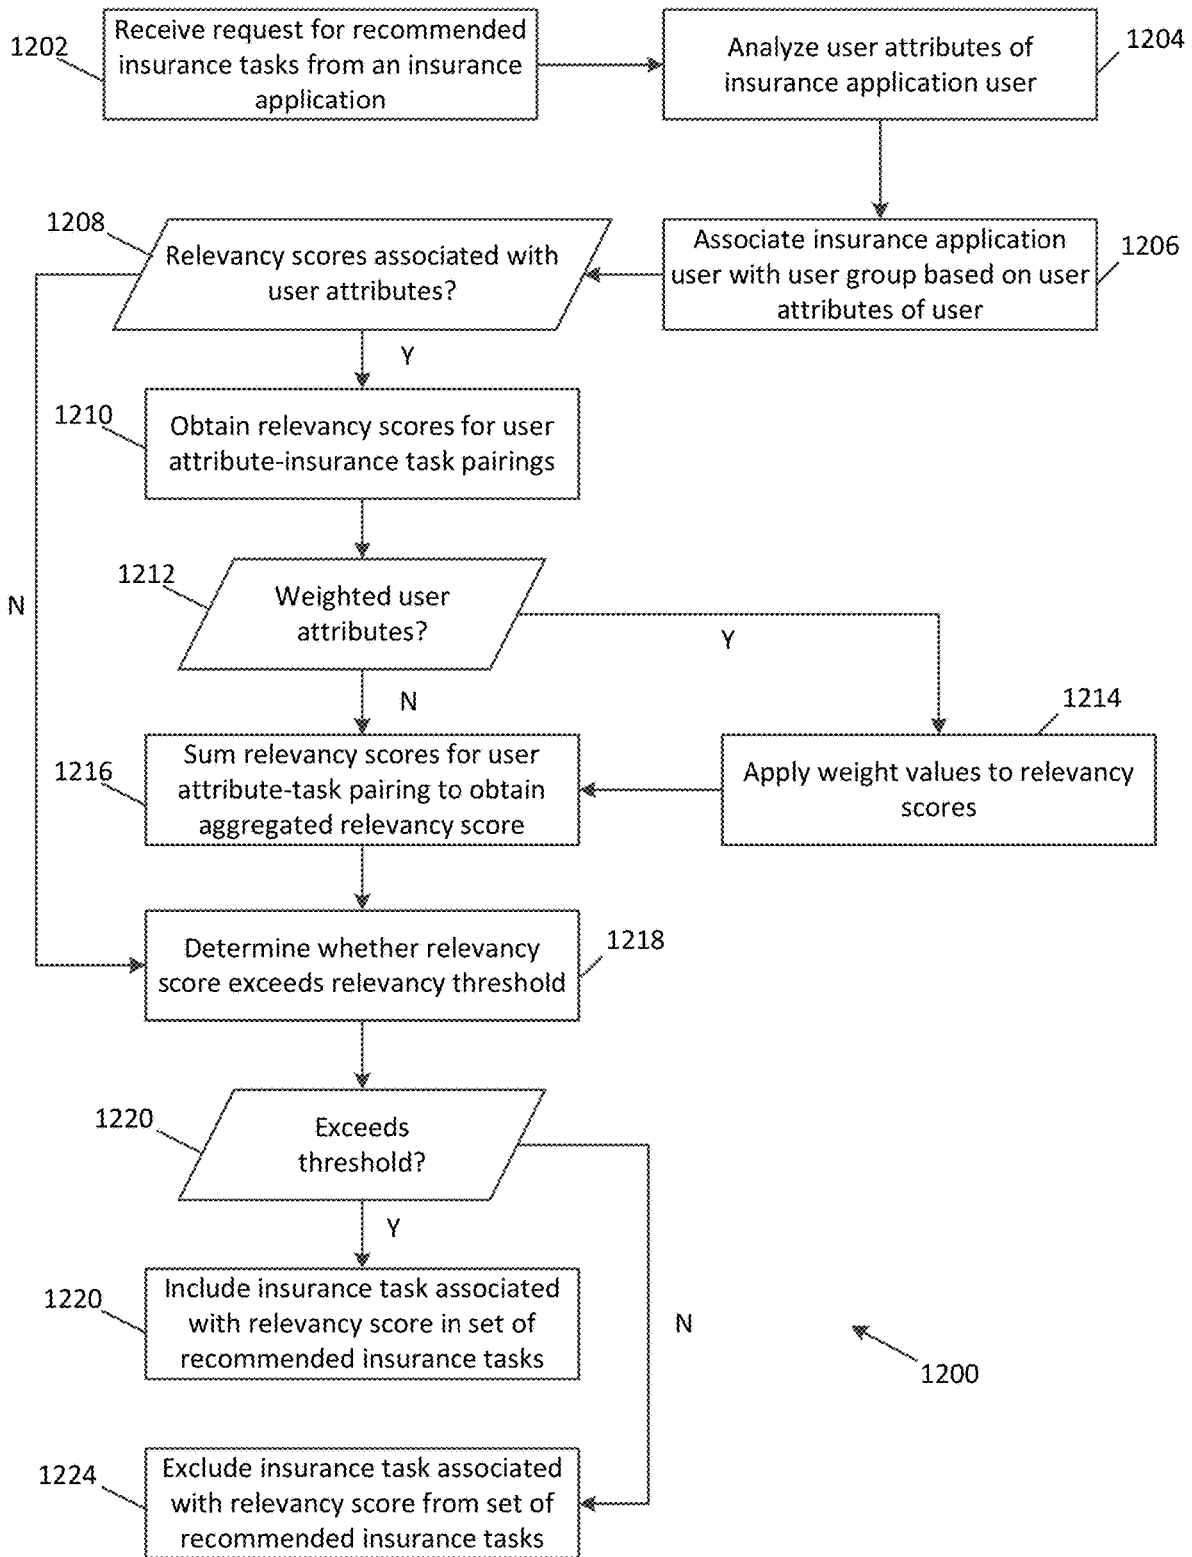 1202
Receive request for recommended
insurance tasks from an insurance
application
Analyze user attributes of
insurance application user
1204
1208
Relevancy scores associated with
user attributes?
Associate insurance application
user with user group based on user
attributes of user
1206
Y
1210
Obtain relevancy scores for user
attribute-insurance task pairings
N
1212
Weighted user
attributes?
Y
N
1214
1216
Sum relevancy scores for user
attribute-task pairing to obtain
aggregated relevancy score
Apply weight values to relevancy
scores
Determine whether relevancy
score exceeds relevancy threshold
1218
1220
Exceeds
threshold?
Y
1220
Include insurance task associated
with relevancy score in set of
recommended insurance tasks
N
1200
1224
Exclude insurance task associated
with relevancy score from set of
recommended insurance tasks